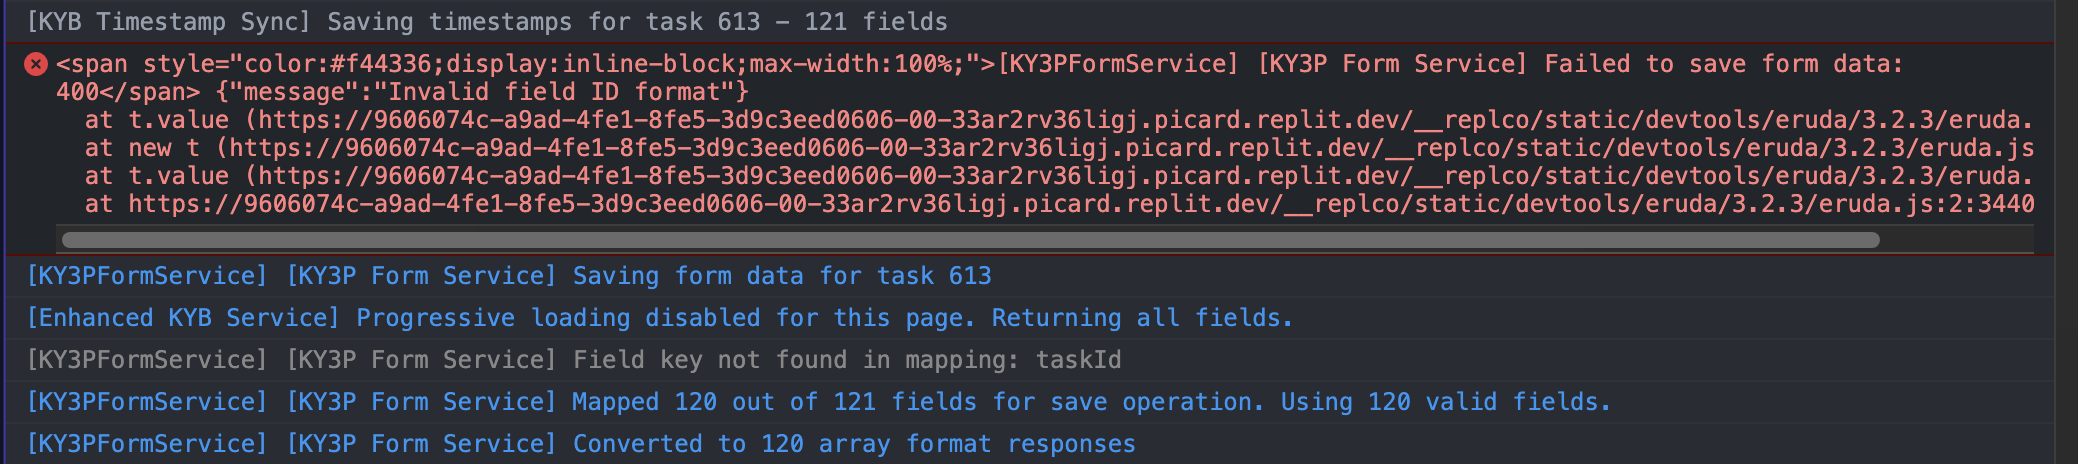 [KYB Timestamp Sync] Saving timestamps for task 613 – 121 fields
<span style="color:#f44336;display:inline-block;max-width:100%;">[KY3PFormService] [KY3P Form Service] Failed to save form data:
400</span> {"message":"Invalid field ID format"}
at t.value (https://9606074c-a9ad-4fe1-8fe5-3d9c3eed0606-00-33ar2rv36ligj.picard.replit.dev/__replco/static/devtools/eruda/3.2.3/eruda.
at new t (https://9606074c-a9ad-4fe1-8fe5-3d9c3eed0606-00-33ar2rv36ligj.picard.replit.dev/__replco/static/devtools/eruda/3.2.3/eruda.js
at t.value (https://9606074c-a9ad-4fe1-8fe5-3d9c3eed0606-00-33ar2rv36ligj.picard.replit.dev/__replco/static/devtools/eruda/3.2.3/eruda.
at https://9606074c-a9ad-4fe1-8fe5-3d9c3eed0606-00-33ar2rv36ligj.picard.replit.dev/__replco/static/devtools/eruda/3.2.3/eruda.js:2:3440
[KY3PFormService] [KY3P Form Service] Saving form data for task 613
[Enhanced KYB Service] Progressive loading disabled for this page. Returning all fields.
[KY3PFormService] [KY3P Form Service] Field key not found in mapping: taskId
[KY3PFormService] [KY3P Form Service] Mapped 120 out of 121 fields for save operation. Using 120 valid fields.
[KY3PFormService] [KY3P Form Service] Converted to 120 array format responses